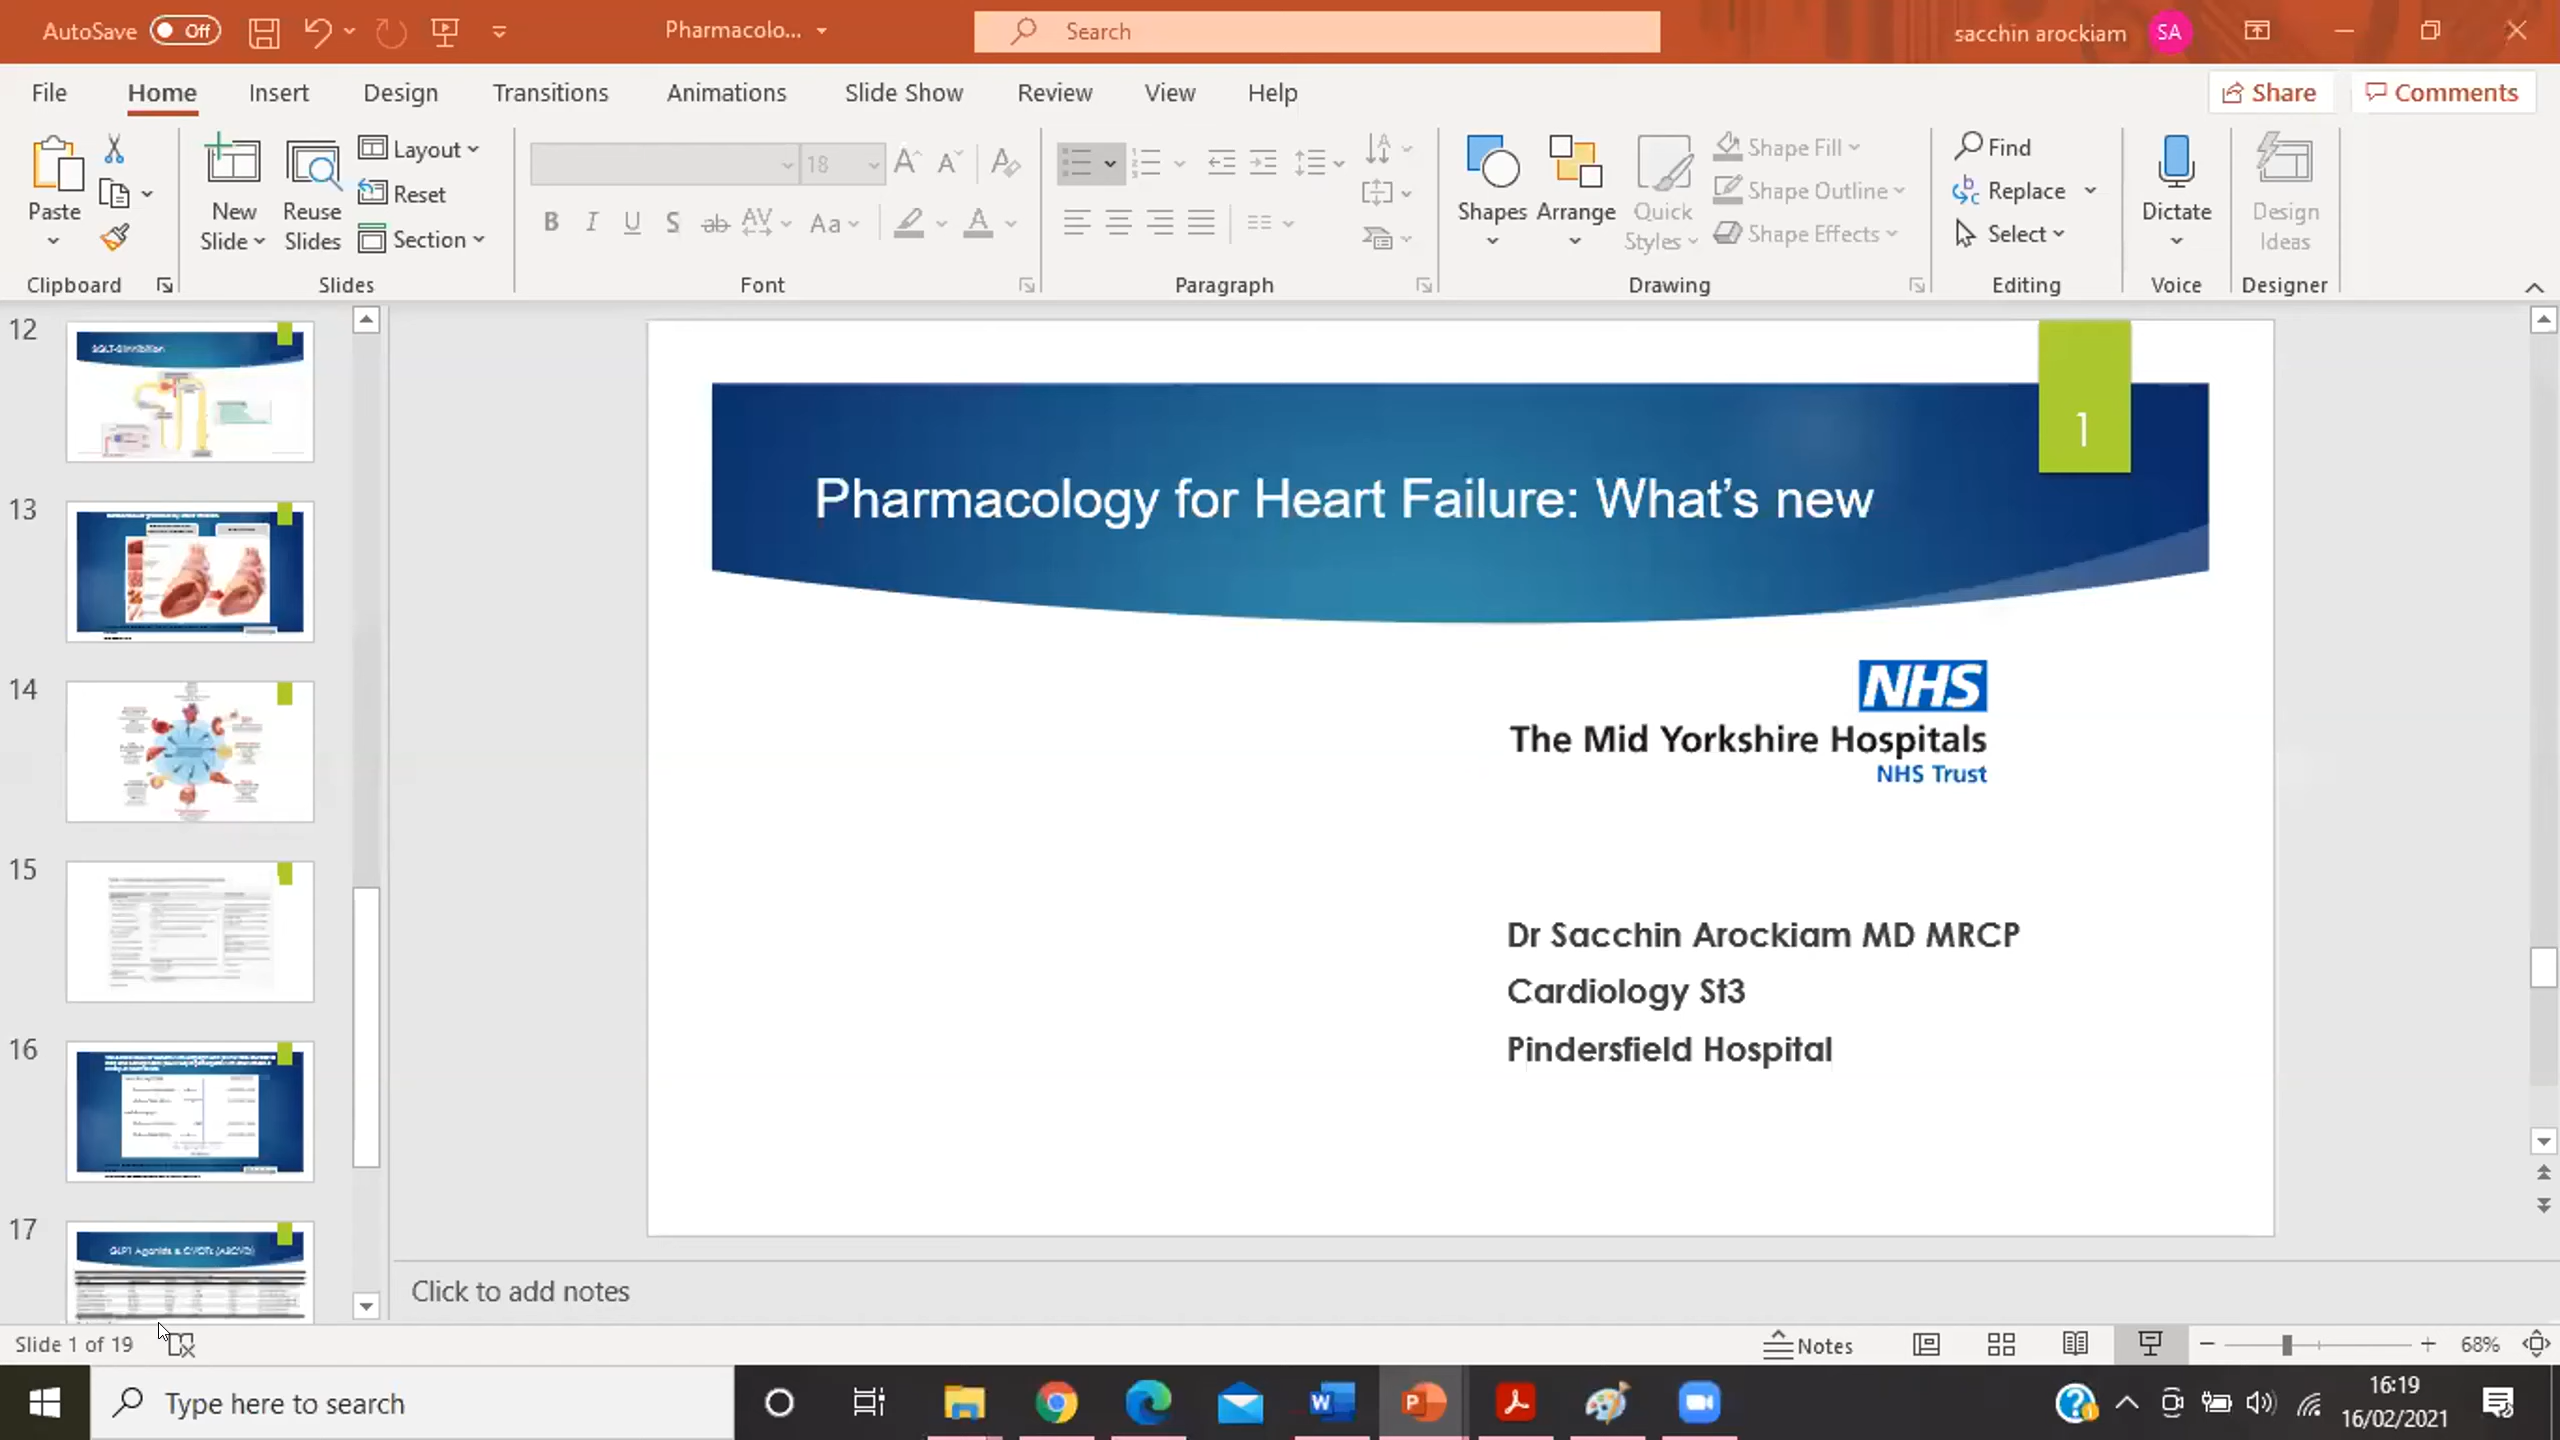 AutoSave Off Pharmacolo... Search sacchin arockiam SA
File Home Insert Design Transitions Animations Slide Show Review View Help Share Comments
Paste New Slide Reuse Slides Layout Reset Section
18
B I U S ab AV Aa A
Shapes Arrange Quick Styles Shape Fill Shape Outline Shape Effects
Find Replace Select
Dictate Design Ideas
Clipboard Slides Font Paragraph Drawing Editing Voice Designer
12
13
14
15
16
17
1
Pharmacology for Heart Failure: What's new
NHS
The Mid Yorkshire Hospitals
NHS Trust
Dr Sacchin Arockiam MD MRCP
Cardiology St3
Pindersfield Hospital
Click to add notes
Slide 1 of 19 Notes 68%
Type here to search
16:19
16/02/2021